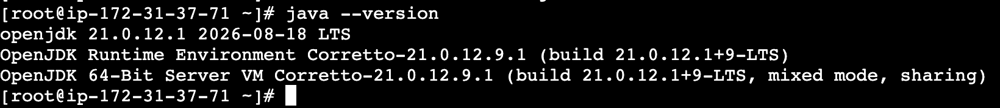 [root@ip-172-31-37-71 ~]# java --version
openjdk 21.0.12.1 2026-08-18 LTS
OpenJDK Runtime Environment Corretto-21.0.12.9.1 (build 21.0.12.1+9-LTS)
OpenJDK 64-Bit Server VM Corretto-21.0.12.9.1 (build 21.0.12.1+9-LTS, mixed mode, sharing)
[root@ip-172-31-37-71 ~]#